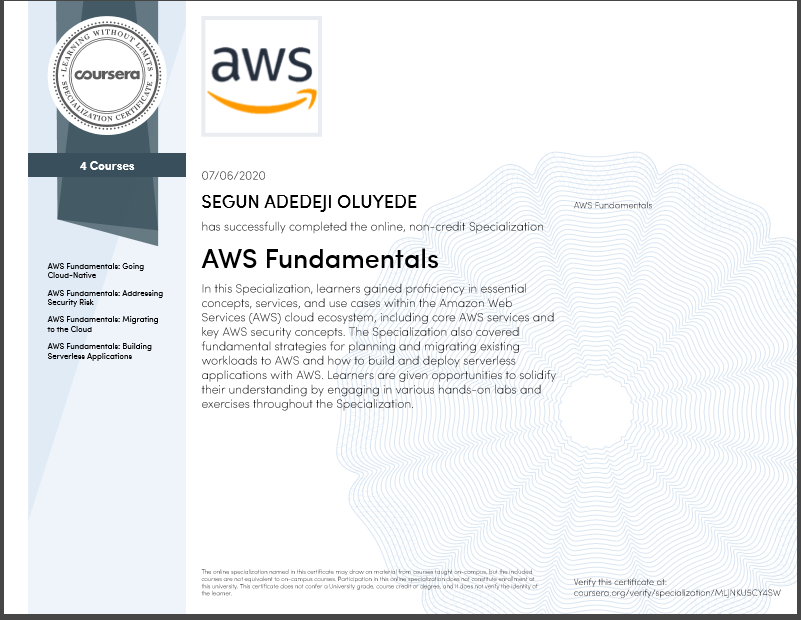 LEARNING WITHOUT LIMITS
coursera
SPECIALIZATION CERTIFICATE
4 Courses
AWS Fundamentals: Going
Cloud-Native
AWS Fundamentals: Addressing
Security Risk
AWS Fundamentals: Migrating
to the Cloud
AWS Fundamentals: Building
Serverless Applications
aws
07/06/2020
SEGUN ADEDEJI OLUYEDE
has successfully completed the online, non-credit Specialization
AWS Fundamentals
In this Specialization, learners gained proficiency in essential
concepts, services, and use cases within the Amazon Web
Services (AWS) cloud ecosystem, including core AWS services and
key AWS security concepts. The Specialization also covered
fundamental strategies for planning and migrating existing
workloads to AWS and how to build and deploy serverless
applications with AWS. Learners are given opportunities to solidify
their understanding by engaging in various hands-on labs and
exercises throughout the Specialization.
AWS Fundamentals
The online specialization named in this certificate may draw on material from courses taught on-campus, but the included
courses are not equivalent to on-campus courses. Participation in this online specialization does not constitute enrollment at
this university. This certificate does not confer a University grade, course credit or degree, and it does not verify the identity of
the learner.
Verify this certificate at:
coursera.org/verify/specialization/MLJNKU5CY4SW